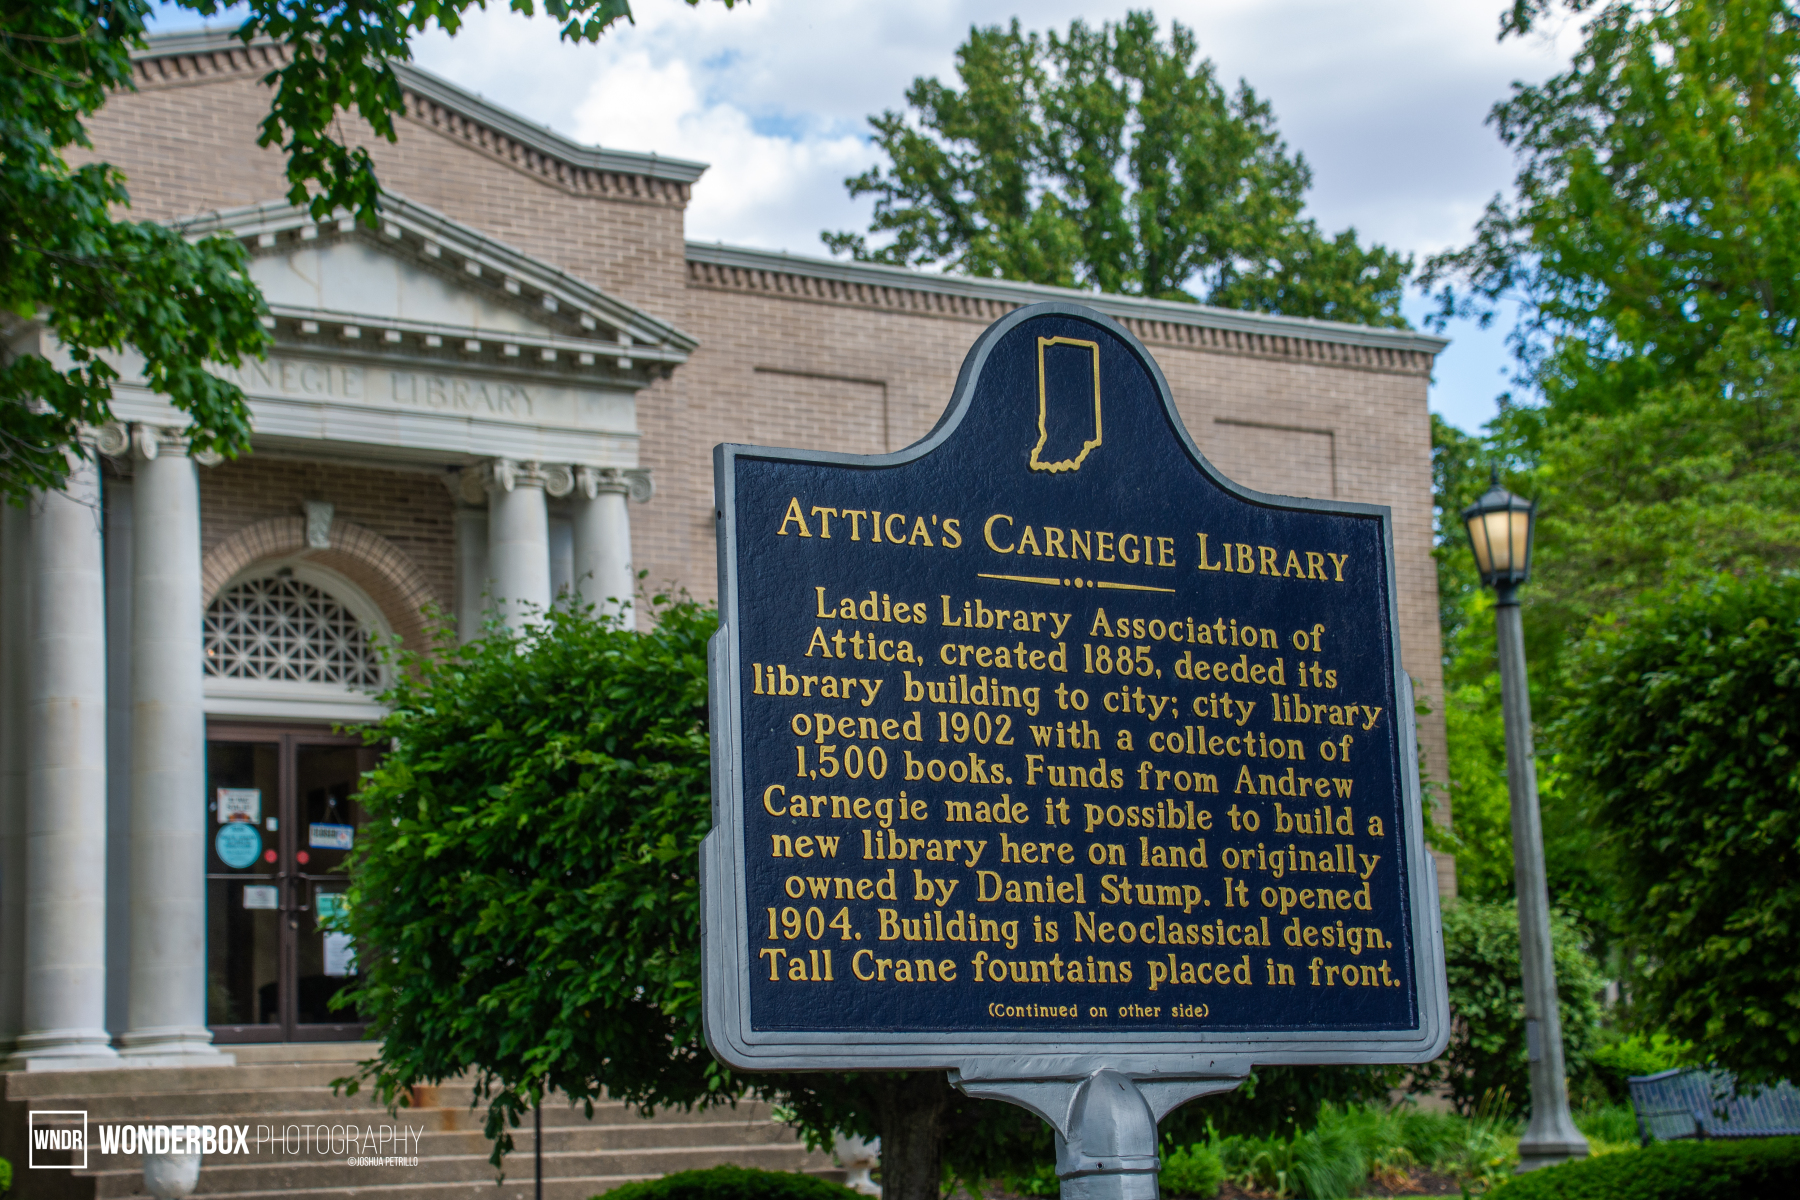 CARNEGIE LIBRARY
ATTICA'S CARNEGIE LIBRARY
Ladies Library Association of
Attica, created 1885, deeded its
library building to city; city library
opened 1902 with a collection of
1,500 books. Funds from Andrew
Carnegie made it possible to build a
new library here on land originally
owned by Daniel Stump. It opened
1904. Building is Neoclassical design.
Tall Crane fountains placed in front.
(Continued on other side)
WNDR WONDERBOX PHOTOGRAPHY
©JOSHUA PETRILLO